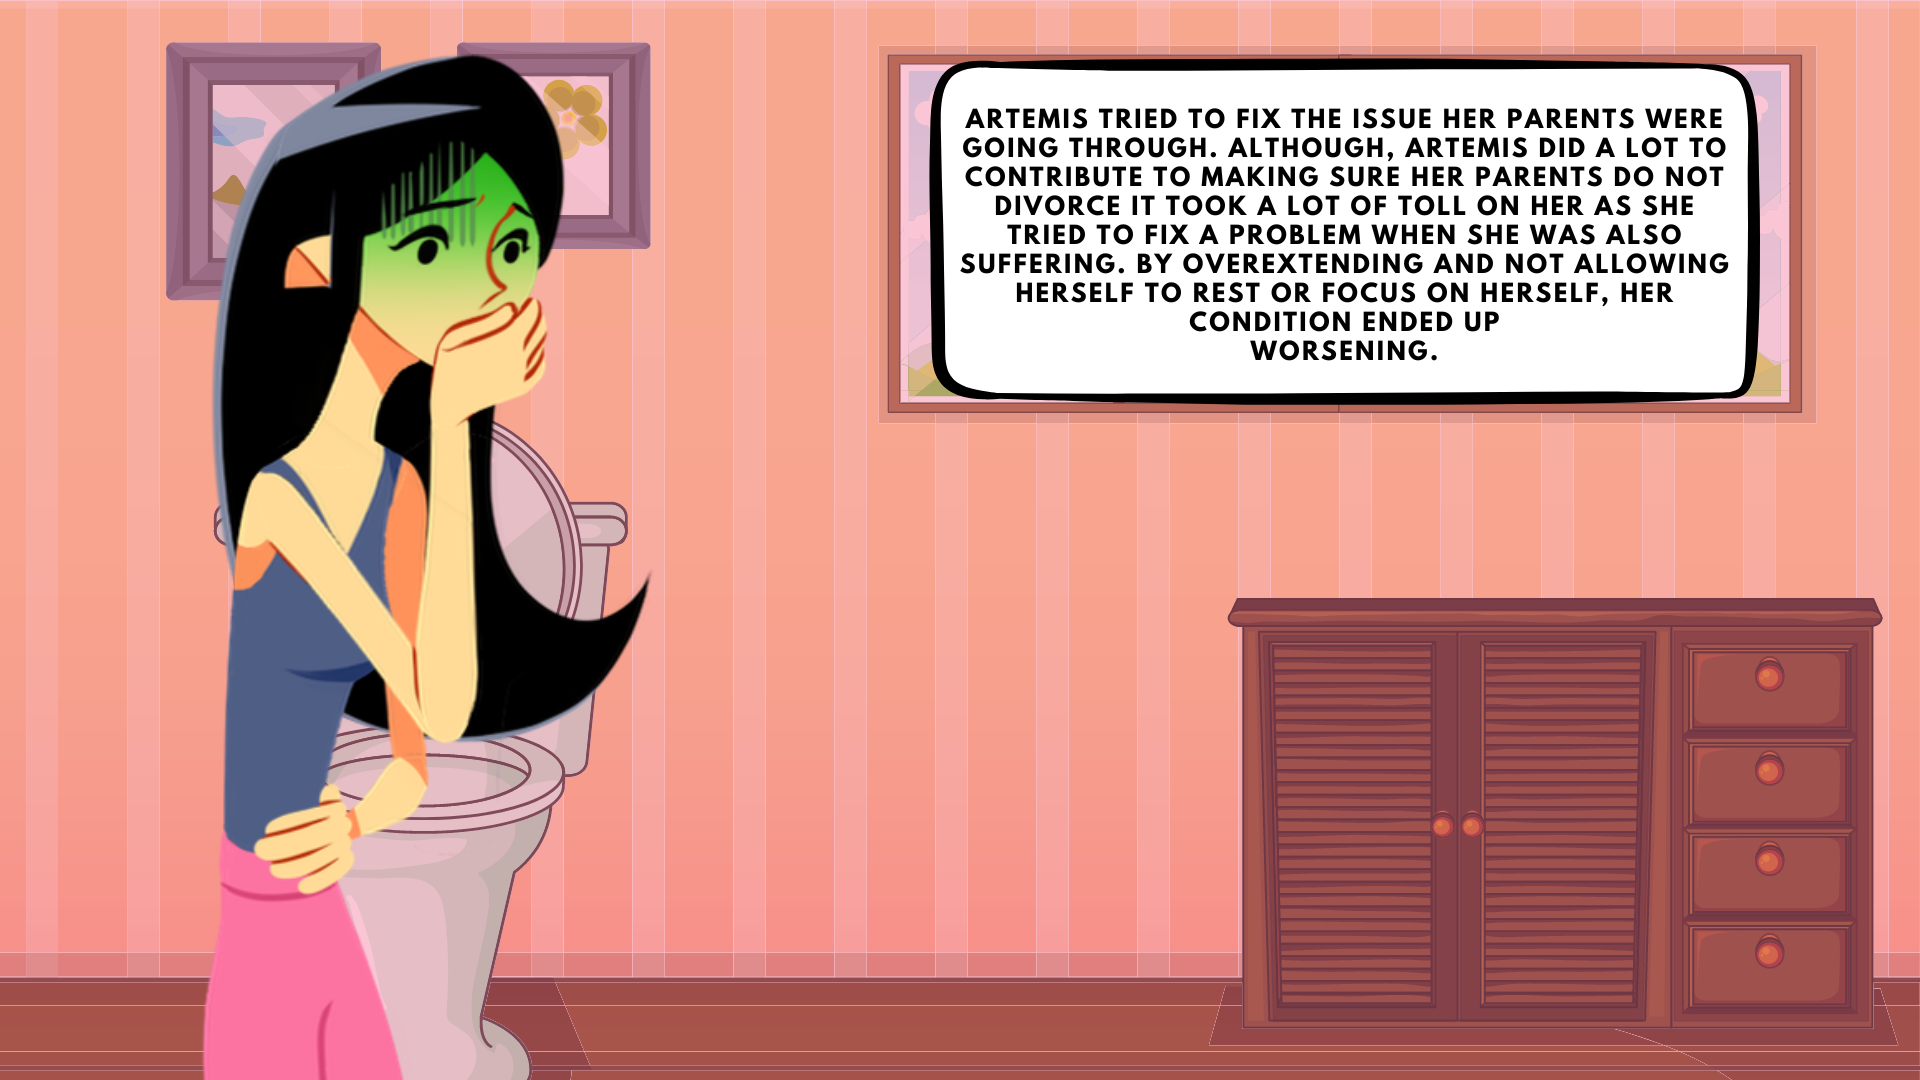 ARTEMIS TRIED TO FIX THE ISSUE HER PARENTS WERE
GOING THROUGH. ALTHOUGH, ARTEMIS DID A LOT TO
CONTRIBUTE TO MAKING SURE HER PARENTS DO NOT
DIVORCE IT TOOK A LOT OF TOLL ON HER AS SHE
TRIED TO FIX A PROBLEM WHEN SHE WAS ALSO
SUFFERING. BY OVEREXTENDING AND NOT ALLOWING
HERSELF TO REST OR FOCUS ON HERSELF, HER
CONDITION ENDED UP
WORSENING.